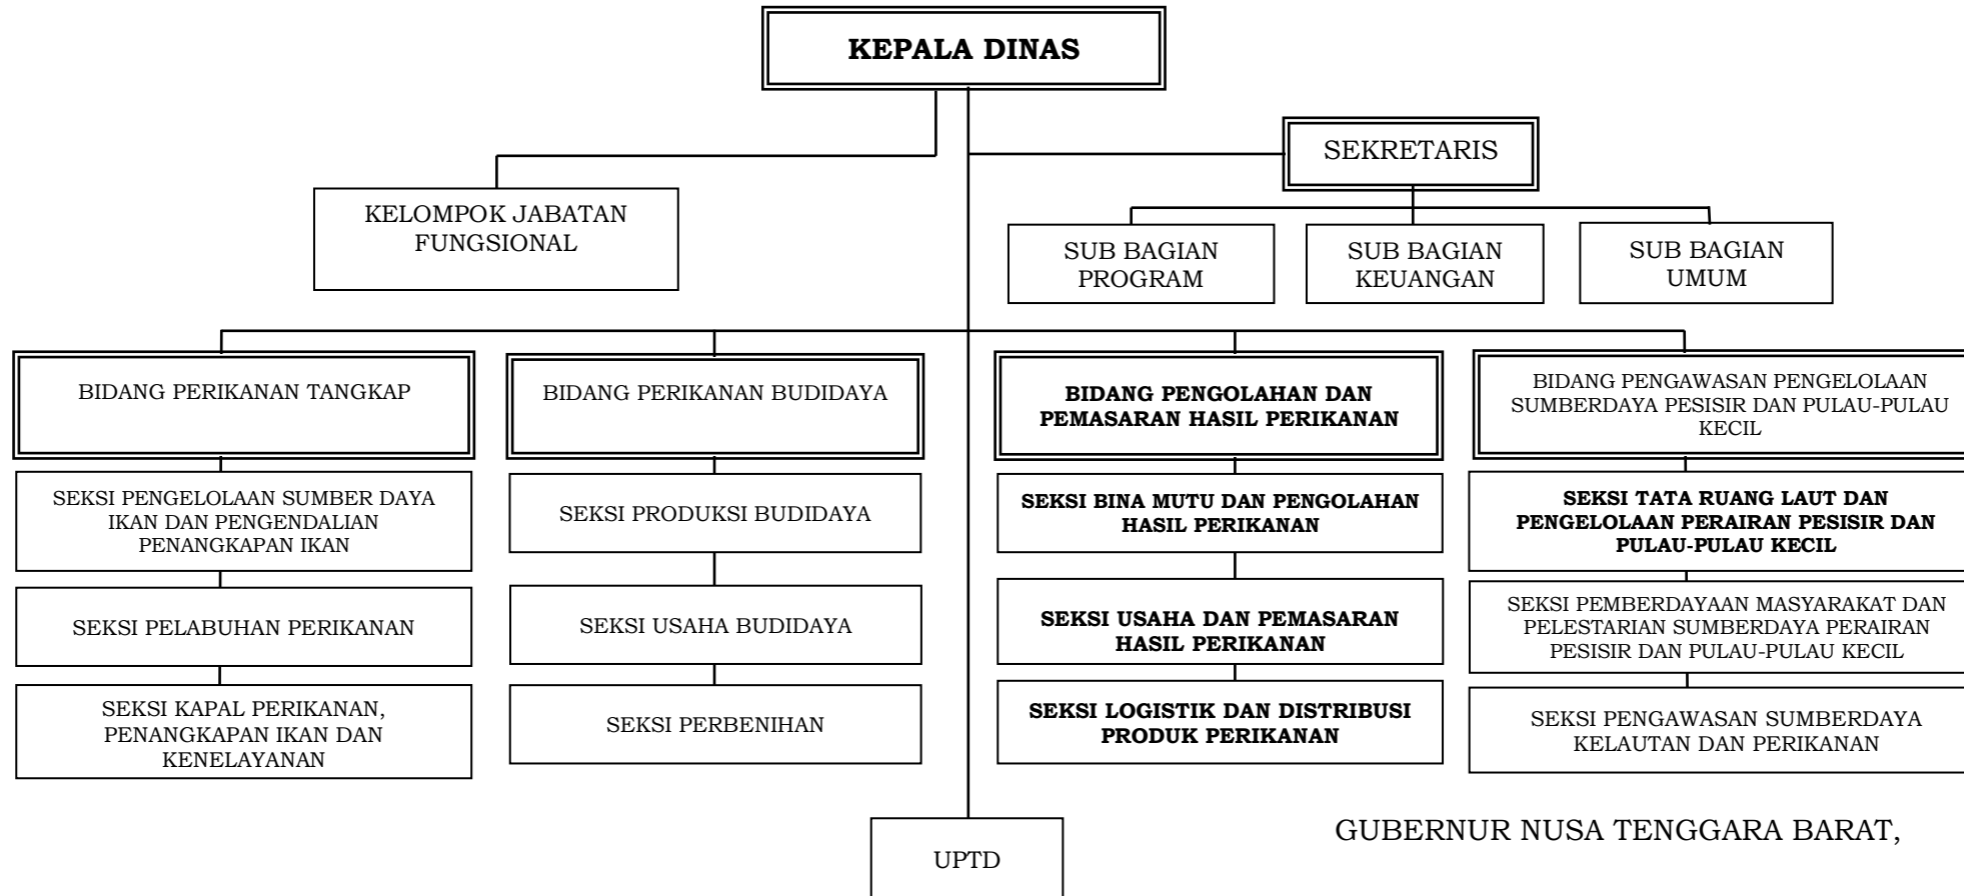 KEPALA DINAS
SEKRETARIS
KELOMPOK JABATAN
FUNGSIONAL
SUB BAGIAN
PROGRAM
SUB BAGIAN
KEUANGAN
SUB BAGIAN
UMUM
BIDANG PERIKANAN TANGKAP
SEKSI PENGELOLAAN SUMBER DAYA
IKAN DAN PENGENDALIAN
PENANGKAPAN IKAN
SEKSI PELABUHAN PERIKANAN
SEKSI KAPAL PERIKANAN,
PENANGKAPAN IKAN DAN
KENELAYANAN
BIDANG PERIKANAN BUDIDAYA
SEKSI PRODUKSI BUDIDAYA
SEKSI USAHA BUDIDAYA
SEKSI PERBENIHAN
BIDANG PENGOLAHAN DAN
PEMASARAN HASIL PERIKANAN
SEKSI BINA MUTU DAN PENGOLAHAN
HASIL PERIKANAN
SEKSI USAHA DAN PEMASARAN
HASIL PERIKANAN
SEKSI LOGISTIK DAN DISTRIBUSI
PRODUK PERIKANAN
BIDANG PENGAWASAN PENGELOLAAN
SUMBERDAYA PESISIR DAN PULAU-PULAU
KECIL
SEKSI TATA RUANG LAUT DAN
PENGELOLAAN PERAIRAN PESISIR DAN
PULAU-PULAU KECIL
SEKSI PEMBERDAYAAN MASYARAKAT DAN
PELESTARIAN SUMBERDAYA PERAIRAN
PESISIR DAN PULAU-PULAU KECIL
SEKSI PENGAWASAN SUMBERDAYA
KELAUTAN DAN PERIKANAN
UPTD
GUBERNUR NUSA TENGGARA BARAT,